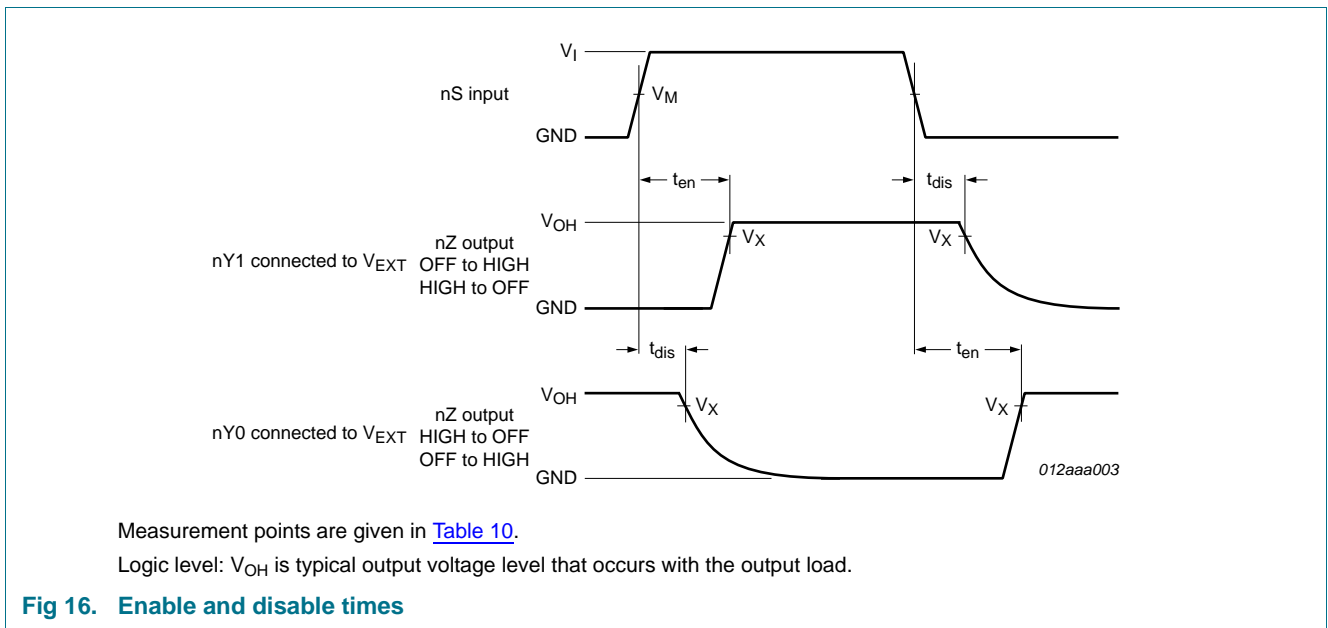 V_I
nS input
V_M
GND
t_en
t_dis
V_OH
nZ output
V_X
V_X
nY1 connected to V_EXT
OFF to HIGH
HIGH to OFF
GND
t_dis
t_en
V_OH
nZ output
V_X
V_X
nY0 connected to V_EXT
HIGH to OFF
OFF to HIGH
GND
012aaa003
Measurement points are given in Table 10.
Logic level: V_OH is typical output voltage level that occurs with the output load.
Fig 16. Enable and disable times